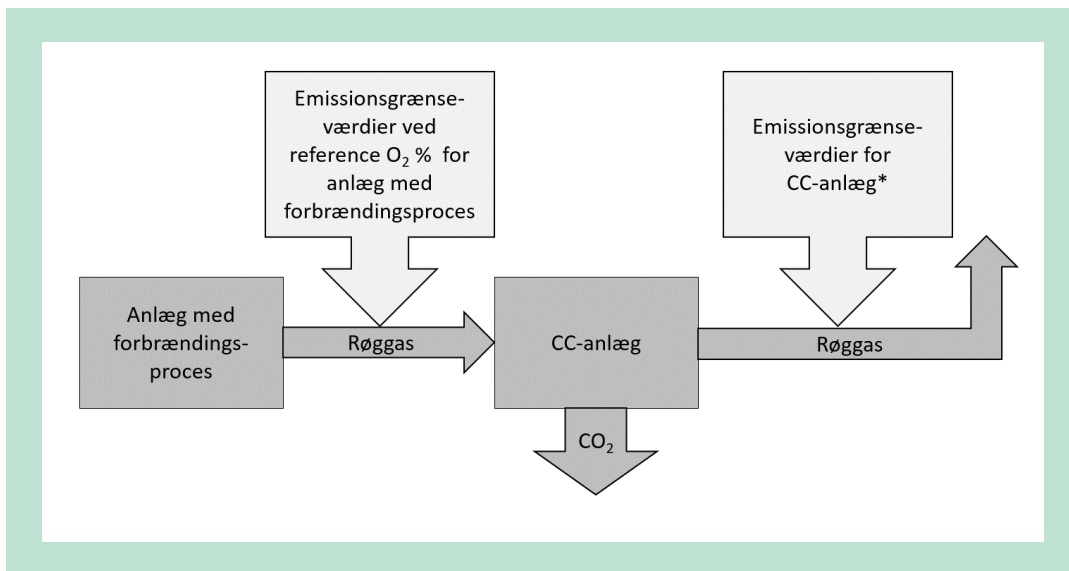 Emissionsgrænse-
værdier ved
reference O₂ % for
anlæg med
forbrændingsproces
Emissionsgrænse-
værdier for
CC-anlæg*
Anlæg med
forbrændings-
proces
Røggas
CC-anlæg
Røggas
CO₂